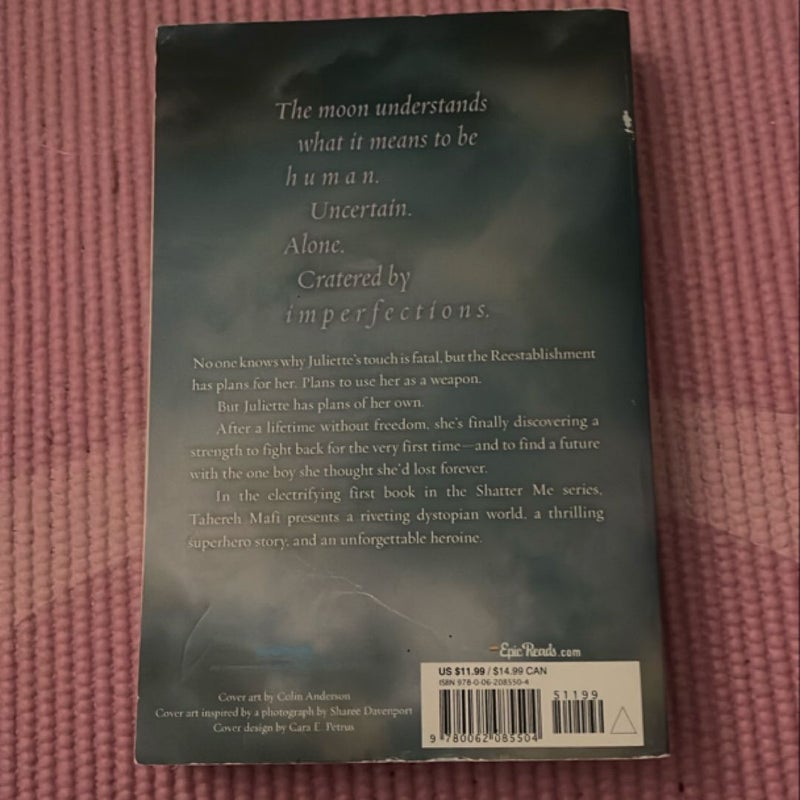 The moon understands
what it means to be
human.
Uncertain.
Alone.
Cratered by
imperfections.
No one knows why Juliette's touch is fatal, but the Reestablishment
has plans for her. Plans to use her as a weapon.
But Juliette has plans of her own.
After a lifetime without freedom, she's finally discovering a
strength to fight back for the very first time—and to find a future
with the one boy she thought she'd lost forever.
In the electrifying first book in the Shatter Me series,
Tahereh Mafi presents a riveting dystopian world, a thrilling
superhero story, and an unforgettable heroine.
EpicReads.com
US $11.99 / $14.99 CAN
ISBN 978-0-06-208550-4
51199
9 780062 085504
Cover art by Colin Anderson
Cover art inspired by a photograph by Sharee Davenport
Cover design by Cara E. Petrus